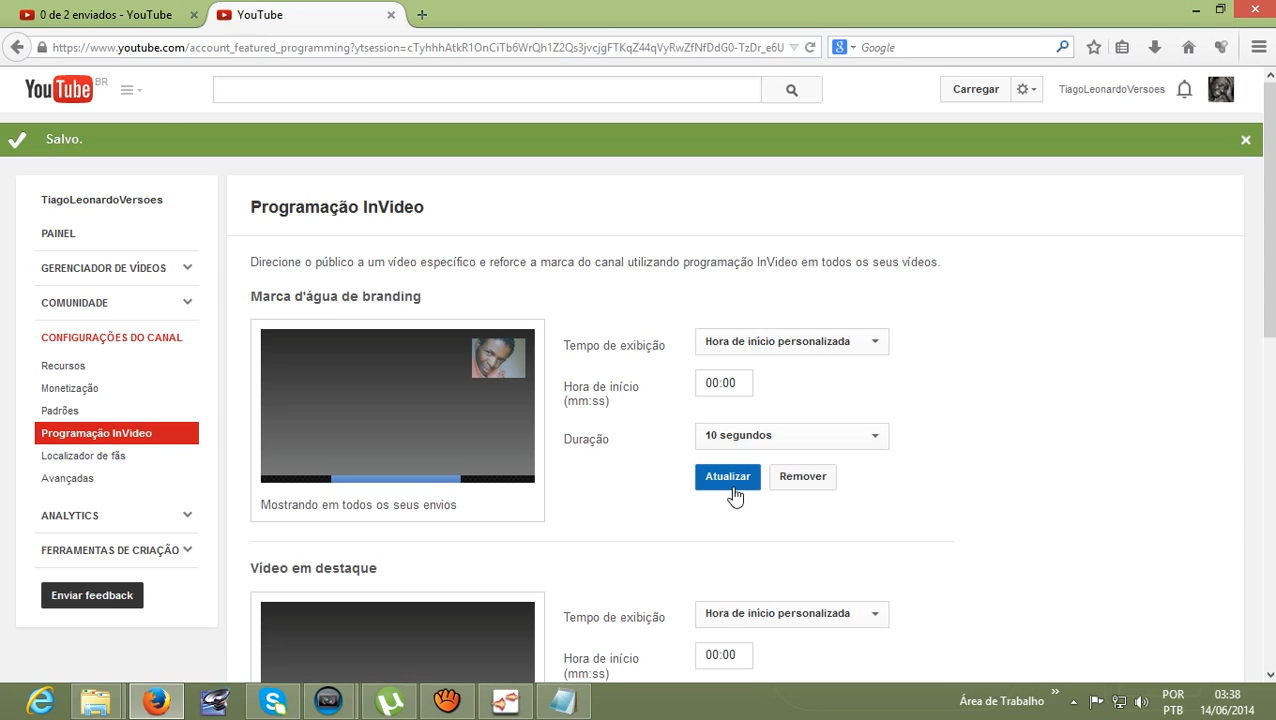 0 de 2 enviados - YouTube
YouTube
https://www.youtube.com/account_featured_programming?ytsession=cTyhhhAtkR1OnCiTb6WrQh1Z2Qs3jvcjgFTKqZ44qVyRwZfNfDdG0-TzDr_e6U
Google
YouTube BR
Carregar
TiagoLeonardoVersoes
Salvo.
TiagoLeonardoVersoes
PAINEL
GERENCIADOR DE VÍDEOS
COMUNIDADE
CONFIGURAÇÕES DO CANAL
Recursos
Monetização
Padrões
Programação InVideo
Localizador de fãs
Avançadas
ANALYTICS
FERRAMENTAS DE CRIAÇÃO
Enviar feedback
Programação InVideo
Direcione o público a um vídeo específico e reforce a marca do canal utilizando programação InVideo em todos os seus vídeos.
Marca d'água de branding
Mostrando em todos os seus envios
Tempo de exibição
Hora de início personalizada
Hora de início
(mm:ss)
00:00
Duração
10 segundos
Atualizar
Remover
Vídeo em destaque
Tempo de exibição
Hora de início personalizada
Hora de início
(mm:ss)
00:00
Área de Trabalho
POR
PTB
03:38
14/06/2014